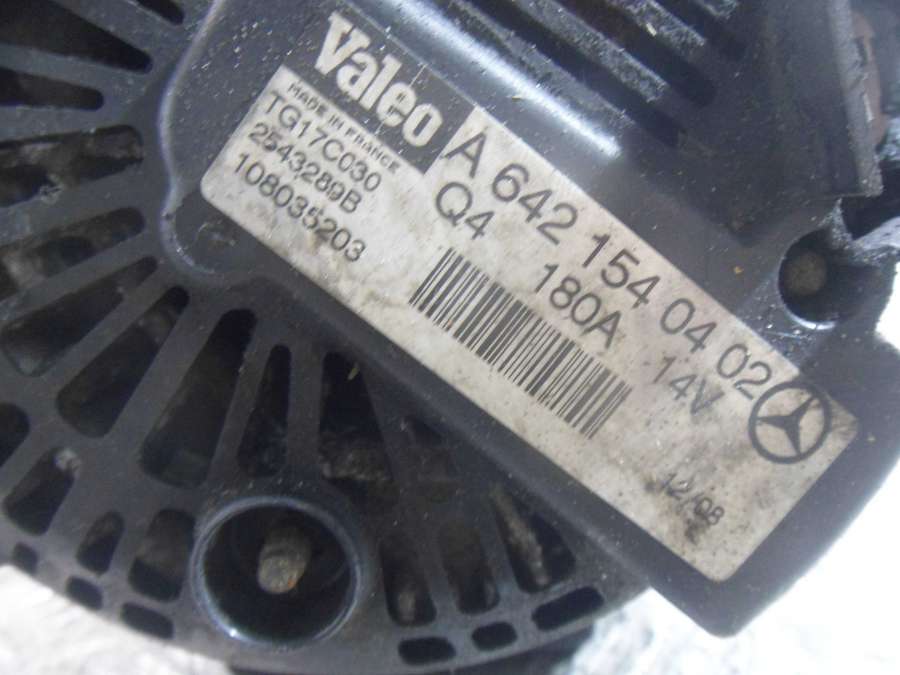 Valeo
MADE IN FRANCE
TG17C030
2543289B
108035203
A 642 154 04 02
Q4 180A 14V
12/08